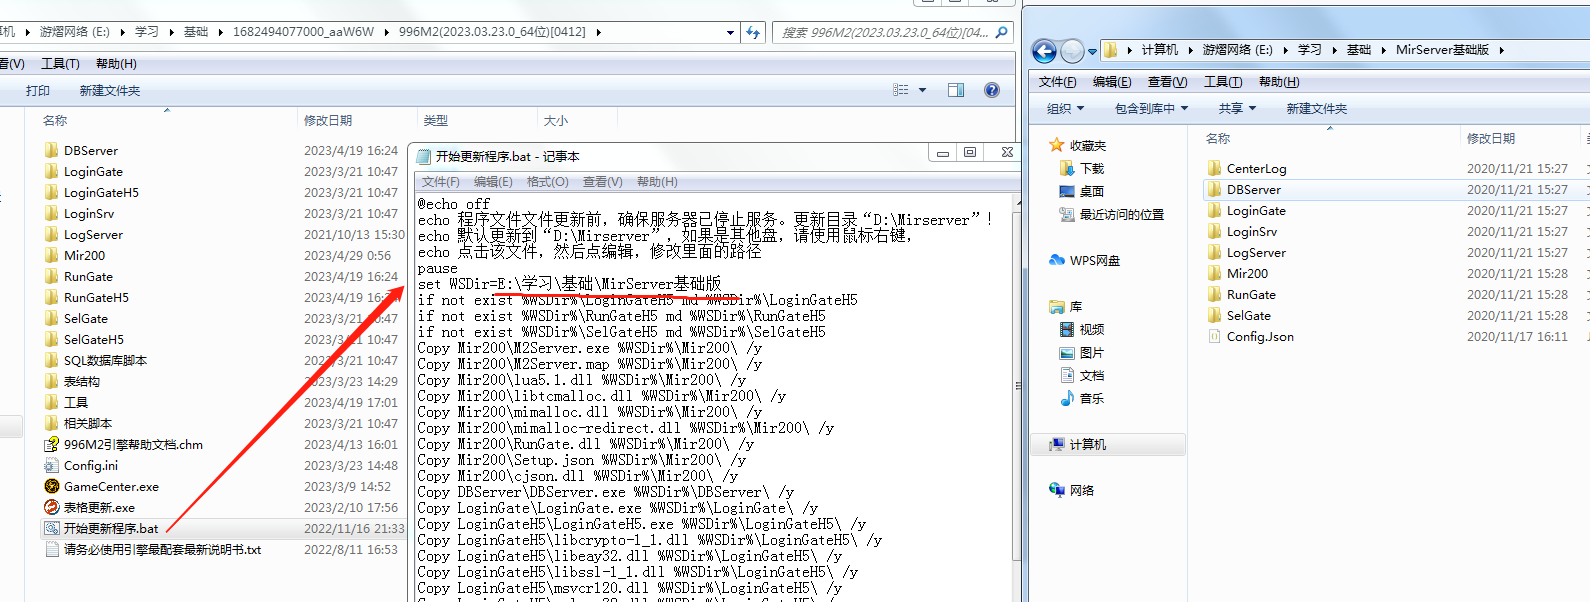 机 ▸ 游熠网络 (E:) ▸ 学习 ▸ 基础 ▸ 1682494077000_aaW6W ▸ 996M2(2023.03.23.0_64位)[0412] ▸
搜索 996M2(2023.03.23.0_64位)[04...
看(V) 工具(T) 帮助(H)
打印 新建文件夹
名称 修改日期 类型 大小
DBServer 2023/4/19 16:24
LoginGate 2023/3/21 10:47
LoginGateH5 2023/3/21 10:47
LoginSrv 2023/3/21 10:47
LogServer 2021/10/13 15:30
Mir200 2023/4/29 0:56
RunGate 2023/4/19 16:24
RunGateH5 2023/4/19 16:2
SelGate 2023/3/21 10:47
SelGateH5 2023/3/21 10:47
SQL数据库脚本 2023/3/21 10:47
表结构 2023/3/23 14:29
工具 2023/4/19 17:01
相关脚本 2023/3/21 10:47
996M2引擎帮助文档.chm 2023/4/13 16:01
Config.ini 2023/3/23 14:48
GameCenter.exe 2023/3/9 14:52
表格更新.exe 2023/2/10 17:56
开始更新程序.bat 2022/11/16 21:33
请务必使用引擎最配套最新说明书.txt 2022/8/11 16:53
开始更新程序.bat - 记事本
文件(F) 编辑(E) 格式(O) 查看(V) 帮助(H)
@echo off
echo 程序文件文件更新前，确保服务器已停止服务。更新目录“D:\Mirserver”！
echo 默认更新到“D:\Mirserver”，如果是其他盘，请使用鼠标右键，
echo 点击该文件，然后点编辑，修改里面的路径
pause
set WSDir=E:\学习\基础\MirServer基础版
if not exist %WSDir%\LoginGateH5 md %WSDir%\LoginGateH5
if not exist %WSDir%\RunGateH5 md %WSDir%\RunGateH5
if not exist %WSDir%\SelGateH5 md %WSDir%\SelGateH5
Copy Mir200\M2Server.exe %WSDir%\Mir200\ /y
Copy Mir200\M2Server.map %WSDir%\Mir200\ /y
Copy Mir200\lua5.1.dll %WSDir%\Mir200\ /y
Copy Mir200\libtcmalloc.dll %WSDir%\Mir200\ /y
Copy Mir200\mimalloc.dll %WSDir%\Mir200\ /y
Copy Mir200\mimalloc-redirect.dll %WSDir%\Mir200\ /y
Copy Mir200\RunGate.dll %WSDir%\Mir200\ /y
Copy Mir200\Setup.json %WSDir%\Mir200\ /y
Copy Mir200\cjson.dll %WSDir%\Mir200\ /y
Copy DBServer\DBServer.exe %WSDir%\DBServer\ /y
Copy LoginGate\LoginGate.exe %WSDir%\LoginGate\ /y
Copy LoginGateH5\LoginGateH5.exe %WSDir%\LoginGateH5\ /y
Copy LoginGateH5\libcrypto-1_1.dll %WSDir%\LoginGateH5\ /y
Copy LoginGateH5\libeay32.dll %WSDir%\LoginGateH5\ /y
Copy LoginGateH5\libssl-1_1.dll %WSDir%\LoginGateH5\ /y
Copy LoginGateH5\msvcr120.dll %WSDir%\LoginGateH5\ /y
▸ 计算机 ▸ 游熠网络 (E:) ▸ 学习 ▸ 基础 ▸ MirServer基础版 ▸
文件(F) 编辑(E) 查看(V) 工具(T) 帮助(H)
组织 包含到库中 共享 新建文件夹
收藏夹
下载
桌面
最近访问的位置
WPS网盘
库
视频
图片
文档
音乐
计算机
网络
名称 修改日期
CenterLog 2020/11/21 15:27
DBServer 2020/11/21 15:27
LoginGate 2020/11/21 15:27
LoginSrv 2020/11/21 15:27
LogServer 2020/11/21 15:27
Mir200 2020/11/21 15:28
RunGate 2020/11/21 15:28
SelGate 2020/11/21 15:28
Config.Json 2020/11/17 16:11